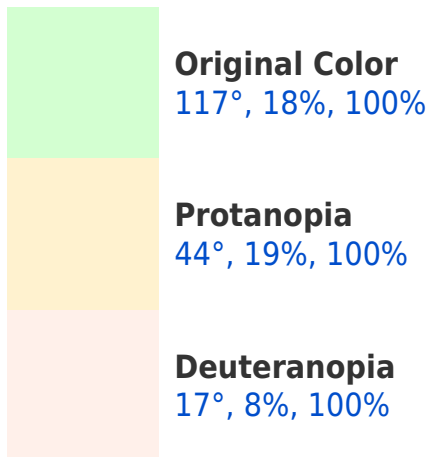 Original Color
117°, 18%, 100%
Protanopia
44°, 19%, 100%
Deuteranopia
17°, 8%, 100%